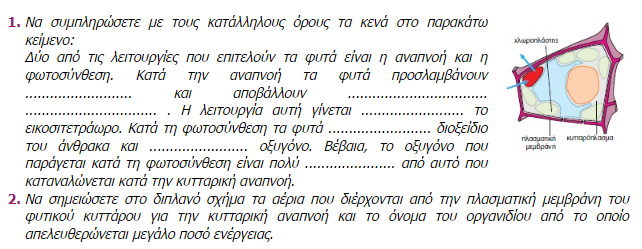 1. Να συμπληρώσετε με τους κατάλληλους όρους τα κενά στο παρακάτω
κείμενο:
Δύο από τις λειτουργίες που επιτελούν τα φυτά είναι η αναπνοή και η
φωτοσύνθεση. Κατά την αναπνοή τα φυτά προσλαμβάνουν
........................ και αποβάλλουν ................................
............................... . Η λειτουργία αυτή γίνεται ........................ το
εικοσιτετράωρο. Κατά τη φωτοσύνθεση τα φυτά ........................ διοξείδιο
του άνθρακα και ....................... οξυγόνο. Βέβαια, το οξυγόνο που
παράγεται κατά τη φωτοσύνθεση είναι πολύ ..................... από αυτό που
καταναλώνεται κατά την κυτταρική αναπνοή.
2. Να σημειώσετε στο διπλανό σχήμα τα αέρια που διέρχονται από την πλασματική μεμβράνη του
φυτικού κυττάρου για την κυτταρική αναπνοή και το όνομα του οργανιδίου από το οποίο
απελευθερώνεται μεγάλο ποσό ενέργειας.
χλωροπλάστης
πλασματική
μεμβράνη
κυτταρόπλασμα